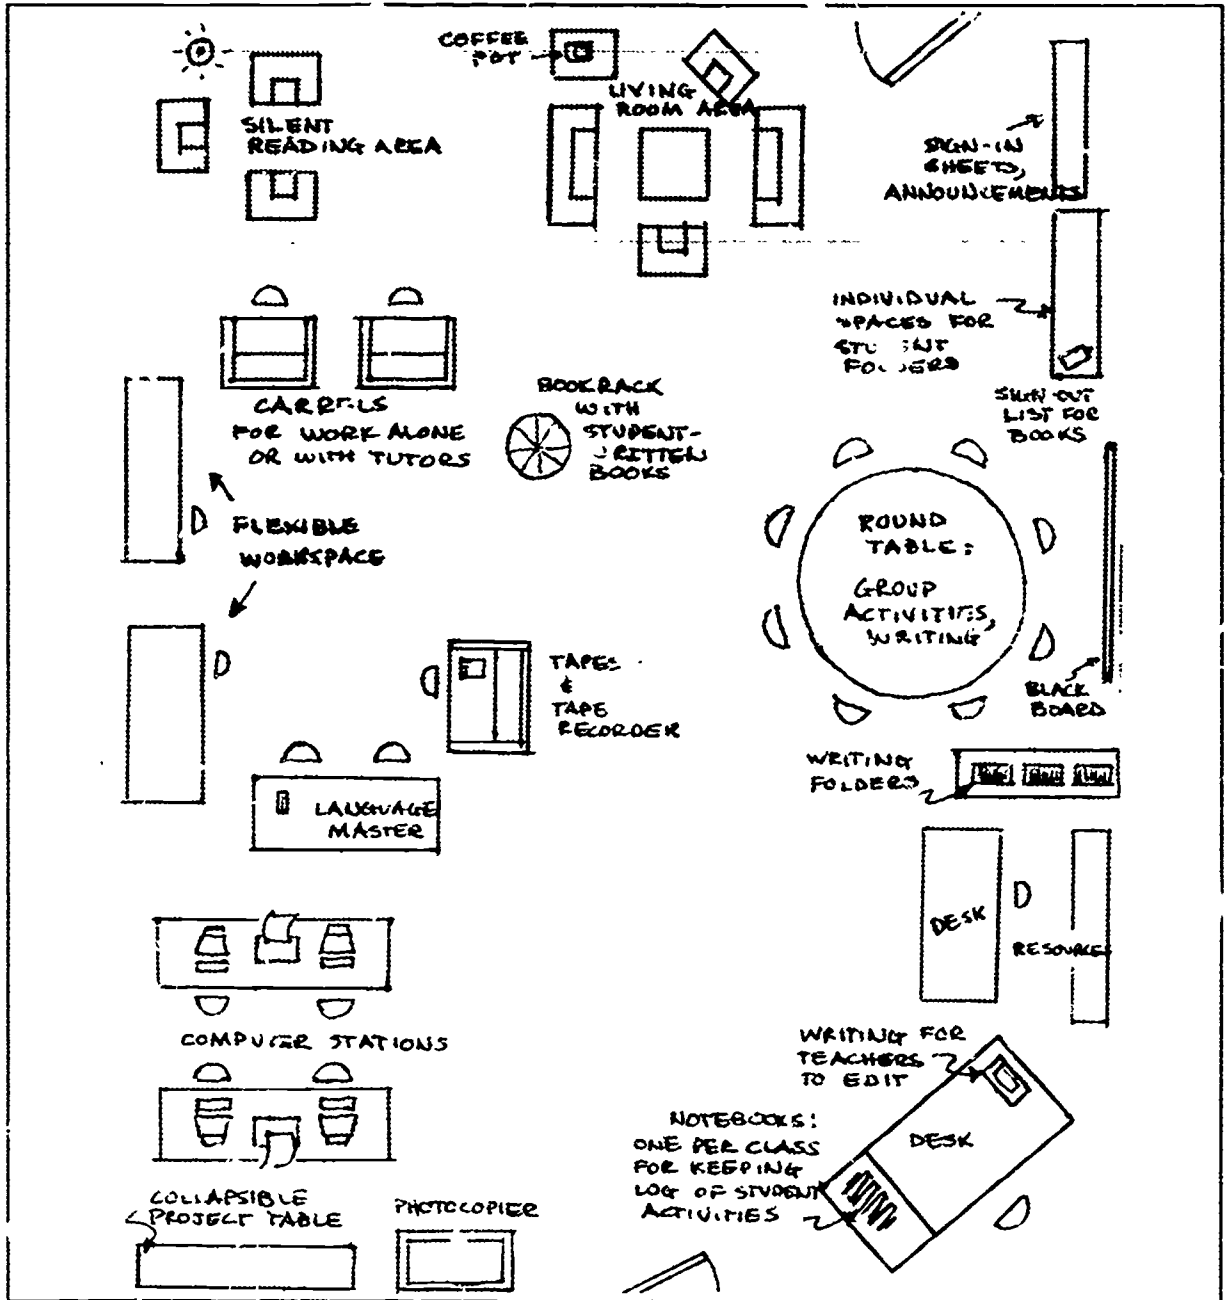 COFFEE
POT
LIVING
ROOM AREA
SILENT
READING AREA
SIGN-IN
SHEETS,
ANNOUNCEMENTS
INDIVIDUAL
SPACES FOR
STUDENT
FOLDERS
SIGN-OUT
LIST FOR
BOOKS
CARRELS
FOR WORK ALONE
OR WITH TUTORS
BOOKRACK
WITH
STUDENT-
WRITTEN
BOOKS
FLEXIBLE
WORKSPACE
ROUND
TABLE:
GROUP
ACTIVITIES,
WRITING
BLACK
BOARD
TAPES
&
TAPE
RECORDER
WRITING
FOLDERS
LANGUAGE
MASTER
DESK
RESOURCES
COMPUTER STATIONS
WRITING FOR
TEACHERS
TO EDIT
DESK
NOTEBOOKS:
ONE PER CLASS
FOR KEEPING
LOG OF STUDENT
ACTIVITIES
COLLAPSIBLE
PROJECT TABLE
PHOTOCOPIER